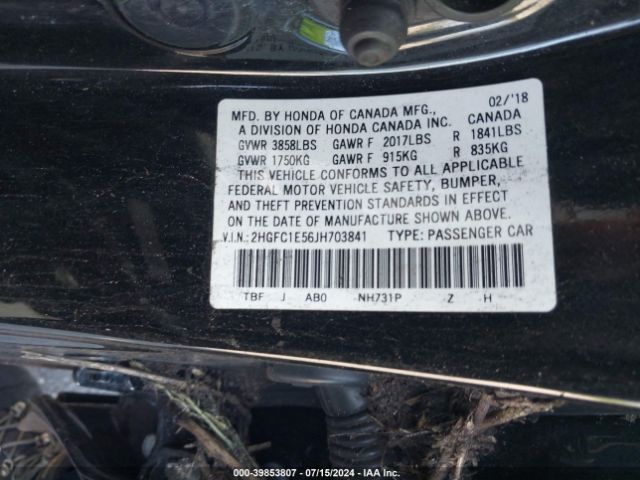 MFD. BY HONDA OF CANADA MFG., 02/'18
A DIVISION OF HONDA CANADA INC. CANADA
GVWR 3858LBS GAWR F 2017LBS R 1841LBS
GVWR 1750KG GAWR F 915KG R 835KG
THIS VEHICLE CONFORMS TO ALL APPLICABLE
FEDERAL MOTOR VEHICLE SAFETY, BUMPER,
AND THEFT PREVENTION STANDARDS IN EFFECT
ON THE DATE OF MANUFACTURE SHOWN ABOVE.
V.I.N.: 2HGFC1E56JH703841 TYPE: PASSENGER CAR
TBF J AB0 NH731P Z H
000-39853807 - 07/15/2024 - IAA Inc.